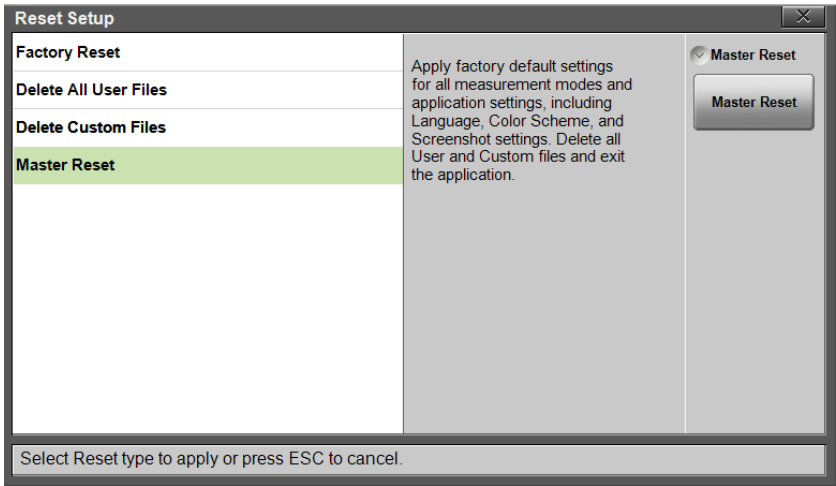 Reset Setup
Factory Reset
Delete All User Files
Delete Custom Files
Master Reset
Apply factory default settings
for all measurement modes and
application settings, including
Language, Color Scheme, and
Screenshot settings. Delete all
User and Custom files and exit
the application.
Master Reset
Master Reset
Select Reset type to apply or press ESC to cancel.